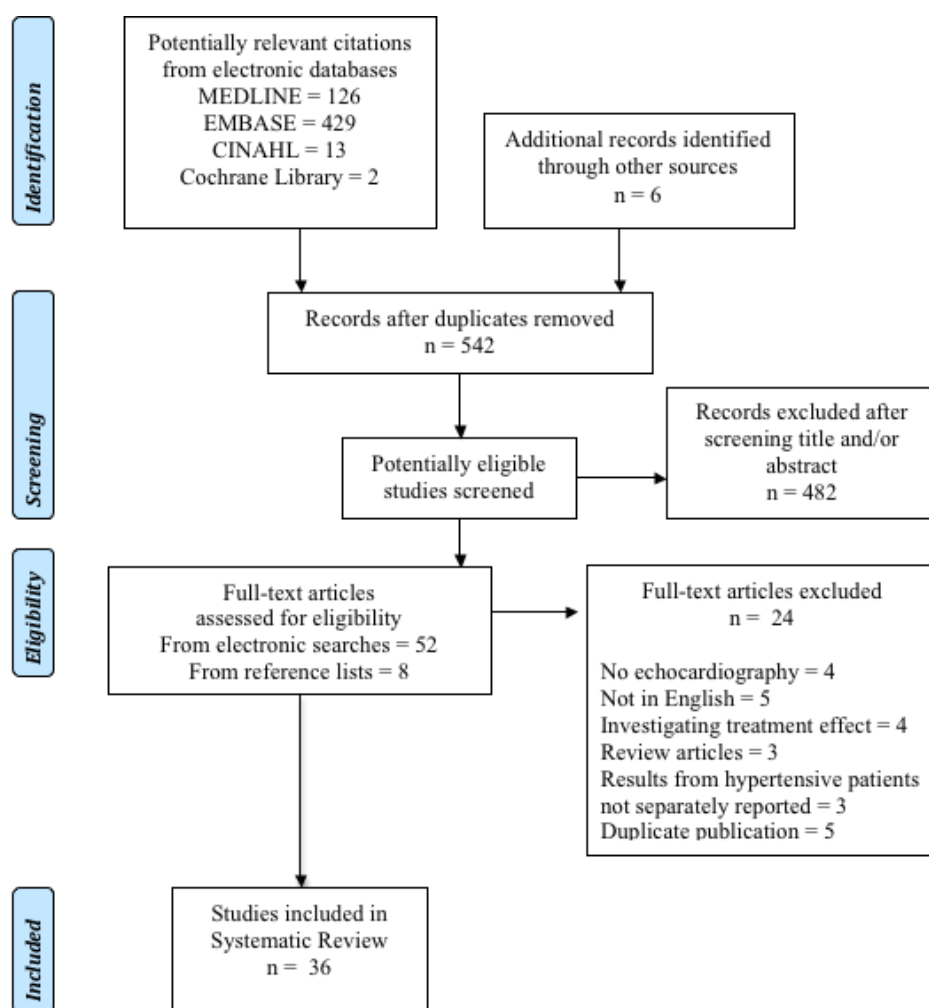 Identification
Potentially relevant citations
from electronic databases
MEDLINE = 126
EMBASE = 429
CINAHL = 13
Cochrane Library = 2
Additional records identified
through other sources
n = 6
Screening
Records after duplicates removed
n = 542
Potentially eligible
studies screened
Records excluded after
screening title and/or
abstract
n = 482
Eligibility
Full-text articles
assessed for eligibility
From electronic searches = 52
From reference lists = 8
Full-text articles excluded
n = 24
No echocardiography = 4
Not in English = 5
Investigating treatment effect = 4
Review articles = 3
Results from hypertensive patients
not separately reported = 3
Duplicate publication = 5
Included
Studies included in
Systematic Review
n = 36